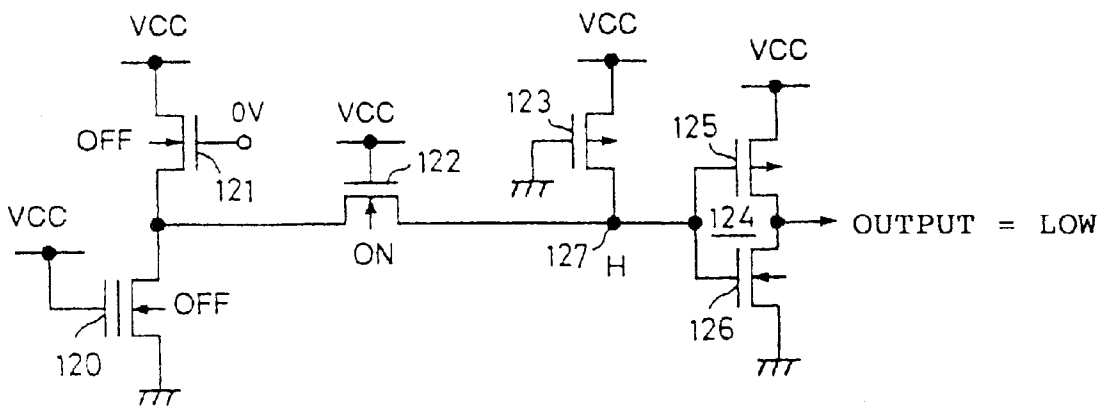 VCC
VCC
VCC
0V
123
VCC
125
OFF
121
122
VCC
124
OUTPUT = LOW
ON
127
H
OFF
126
120